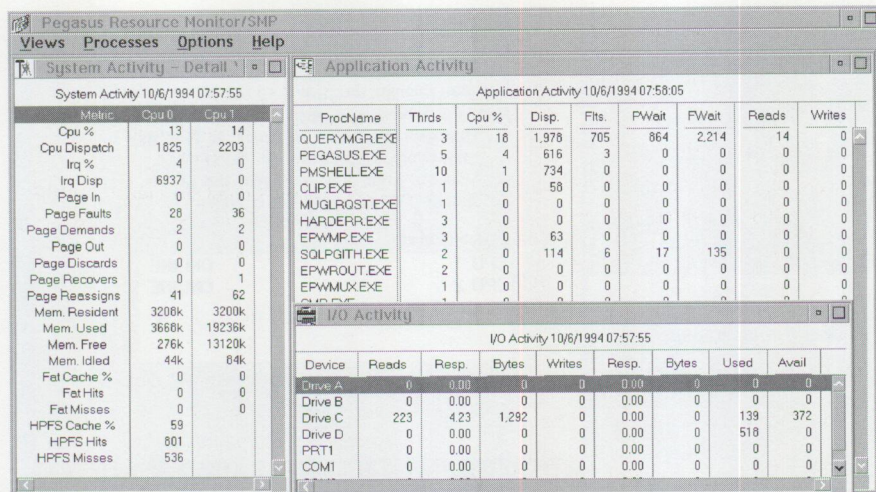 Pegasus Resource Monitor/SMP
Views Processes Options Help
System Activity – Detail
System Activity 10/6/1994 07:57:55
Metric Cpu 0 Cpu 1
Cpu % 13 14
Cpu Dispatch 1825 2203
Irq % 4 0
Irq Disp 6937 0
Page In 0 0
Page Faults 28 36
Page Demands 2 2
Page Out 0 0
Page Discards 0 0
Page Recovers 0 1
Page Reassigns 41 62
Mem. Resident 3208k 3200k
Mem. Used 3668k 19236k
Mem. Free 276k 13120k
Mem. Idled 44k 84k
Fat Cache % 0 0
Fat Hits 0 0
Fat Misses 0 0
HPFS Cache % 59
HPFS Hits 801
HPFS Misses 536
Application Activity
Application Activity 10/6/1994 07:58:05
ProcName Thrds Cpu % Disp. Flts. PWait FWait Reads Writes
QUERYMGR.EXE 3 18 1,978 705 864 2,214 14 0
PEGASUS.EXE 5 4 616 3 0 0 0 0
PMSHELL.EXE 10 1 734 0 0 0 0 0
CLIP.EXE 1 0 58 0 0 0 0 0
MUGLRQST.EXE 1 0 0 0 0 0 0 0
HARDERR.EXE 3 0 0 0 0 0 0 0
EPWMP.EXE 3 0 63 0 0 0 0 0
SQLPGITH.EXE 2 0 114 6 17 135 0 0
EPWROUT.EXE 2 0 0 0 0 0 0 0
EPWMUX.EXE 1 0 0 0 0 0 0 0
I/O Activity
I/O Activity 10/6/1994 07:57:55
Device Reads Resp. Bytes Writes Resp. Bytes Used Avail
Drive A 0 0.00 0 0 0.00 0 0 0
Drive B 0 0.00 0 0 0.00 0 0 0
Drive C 223 4.23 1,292 0 0.00 0 139 372
Drive D 0 0.00 0 0 0.00 0 518 0
PRT1 0 0.00 0 0 0.00 0 0 0
COM1 0 0.00 0 0 0.00 0 0 0